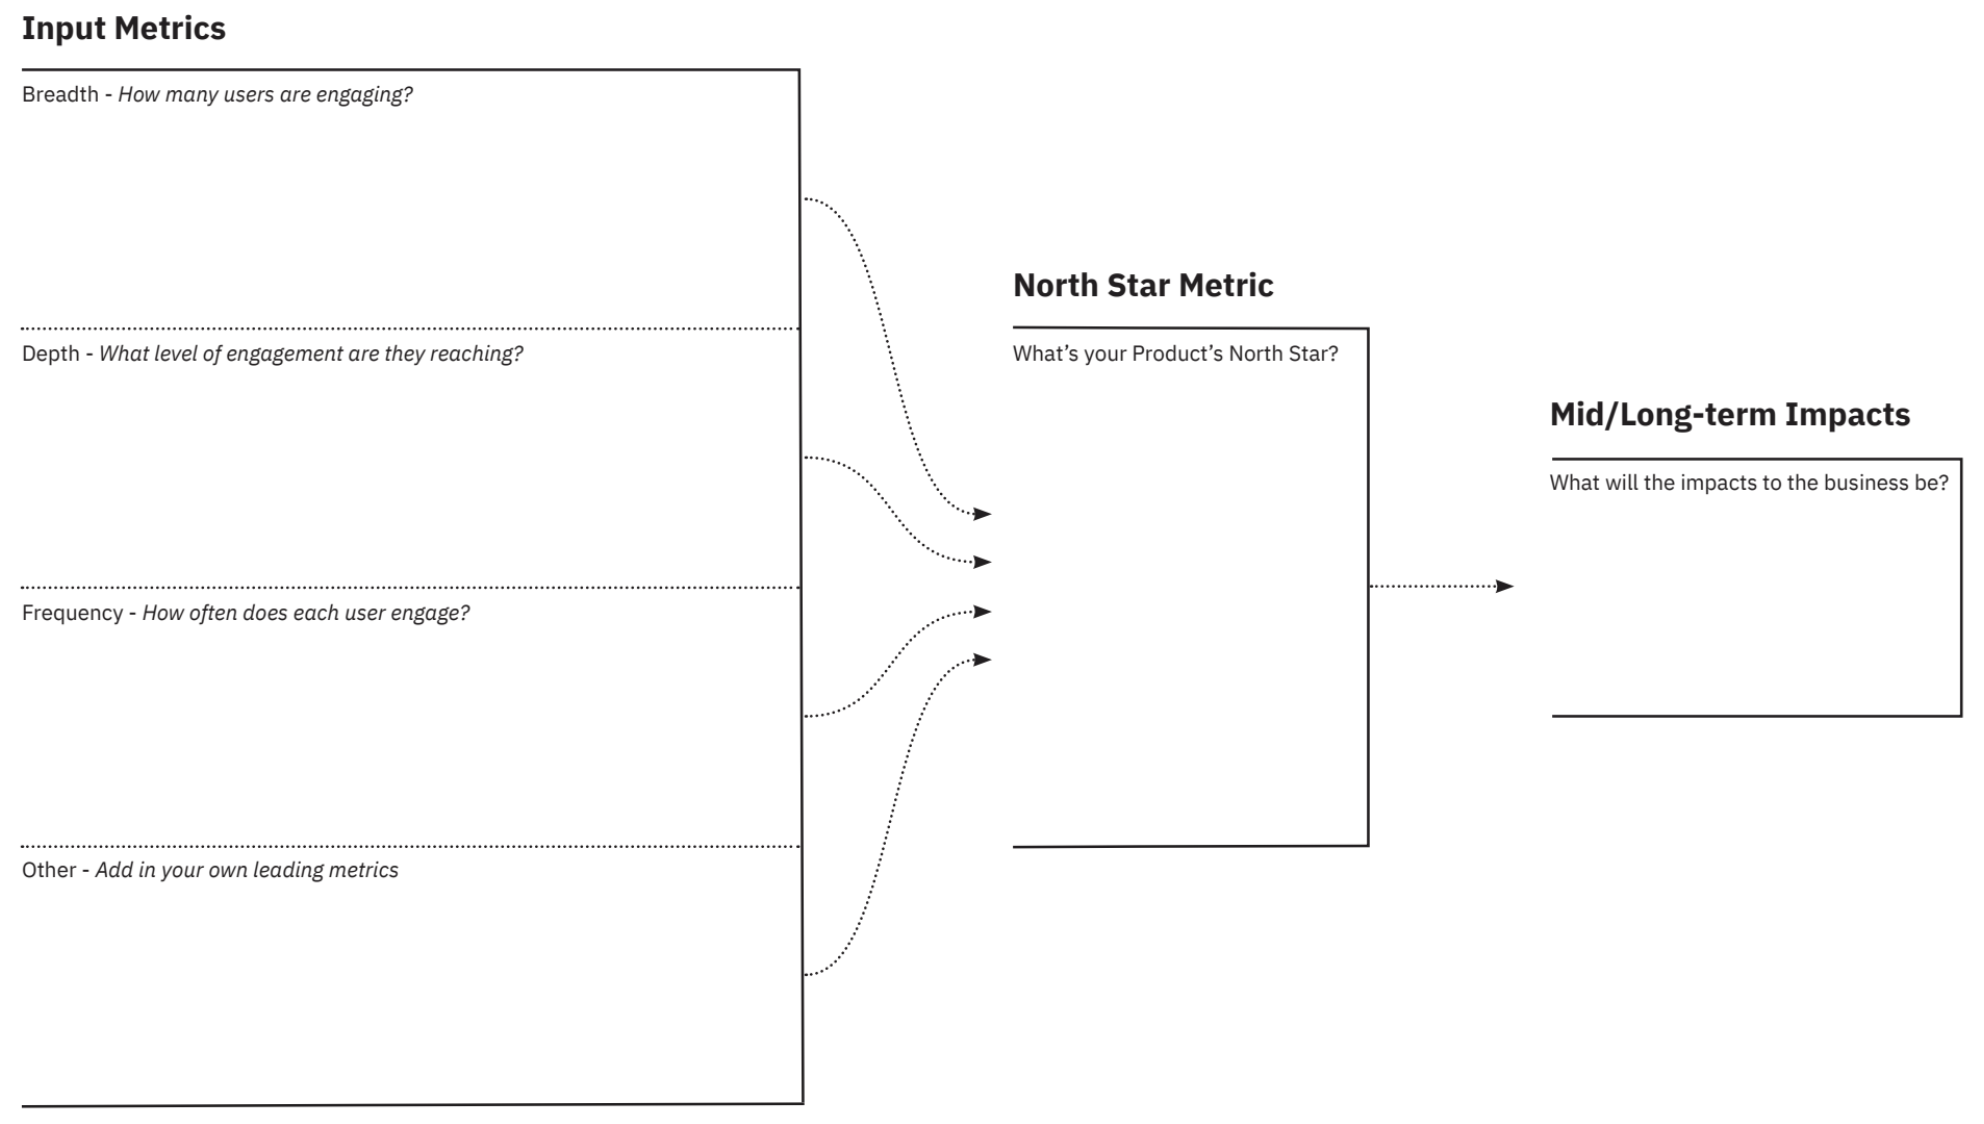 Input Metrics
Breadth - How many users are engaging?
Depth - What level of engagement are they reaching?
Frequency - How often does each user engage?
Other - Add in your own leading metrics
North Star Metric
What’s your Product’s North Star?
Mid/Long-term Impacts
What will the impacts to the business be?